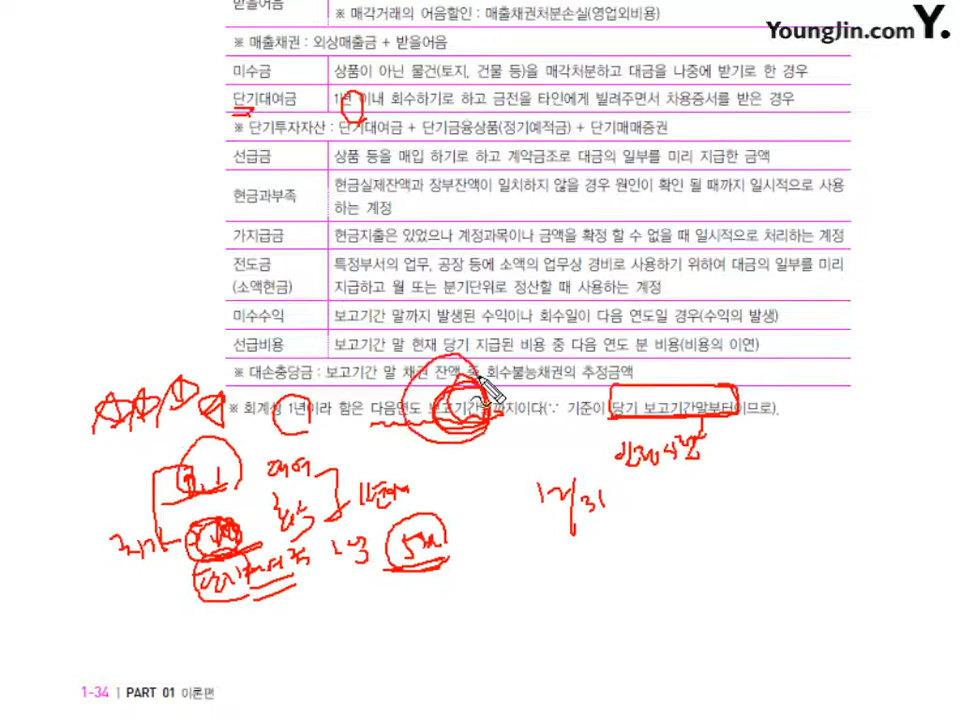 YoungJin.com Y.
받을어음
※ 매각거래의 어음할인 : 매출채권처분손실(영업외비용)
※ 매출채권 : 외상매출금 + 받을어음
미수금 상품이 아닌 물건(토지, 건물 등)을 매각처분하고 대금을 나중에 받기로 한 경우
단기대여금 1년 이내 회수하기로 하고 금전을 타인에게 빌려주면서 차용증서를 받은 경우
※ 단기투자자산 : 단기대여금 + 단기금융상품(정기예적금) + 단기매매증권
선급금 상품 등을 매입 하기로 하고 계약금조로 대금의 일부를 미리 지급한 금액
현금과부족 현금실제잔액과 장부잔액이 일치하지 않을 경우 원인이 확인 될 때까지 일시적으로 사용
하는 계정
가지급금 현금지출은 있었으나 계정과목이나 금액을 확정 할 수 없을 때 일시적으로 처리하는 계정
전도금 특정부서의 업무, 공장 등에 소액의 업무상 경비로 사용하기 위하여 대금의 일부를 미리
(소액현금) 지급하고 월 또는 분기단위로 정산할 때 사용하는 계정
미수수익 보고기간 말까지 발생된 수익이나 회수일이 다음 연도일 경우(수익의 발생)
선급비용 보고기간 말 현재 당기 지급된 비용 중 다음 연도 분 비용(비용의 이연)
※ 대손충당금 : 보고기간 말 채권 잔액 중 회수불능채권의 추정금액
※ 회계상 1년이라 함은 다음연도 보고기간말까지이다(∵ 기준이 당기 보고기간말부터이므로).
12/31
1-34 | PART 01 이론편